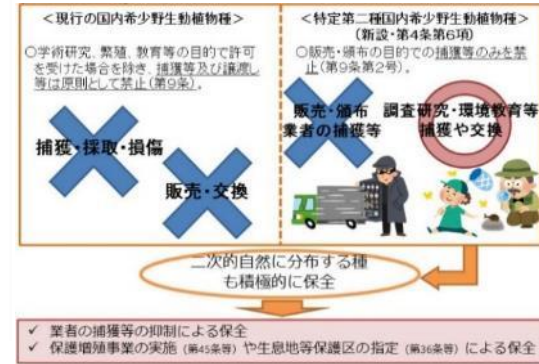 <現行の国内希少野生動植物種>
○学術研究、繁殖、教育等の目的で許可
を受けた場合を除き、捕獲等及び譲渡し
等は原則として禁止(第9条)。
捕獲・採取・損傷
販売・交換
<特定第二種国内希少野生動植物種>
(新設・第4条第6項)
○販売・頒布の目的での捕獲等のみを禁
止(第9条第2号)。
販売・頒布
業者の捕獲等
調査研究・環境教育等
捕獲や交換
二次的自然に分布する種
も積極的に保全
✓ 業者の捕獲等の抑制による保全
✓ 保護増殖事業の実施(第45条等)や生息地等保護区の指定(第36条等)による保全